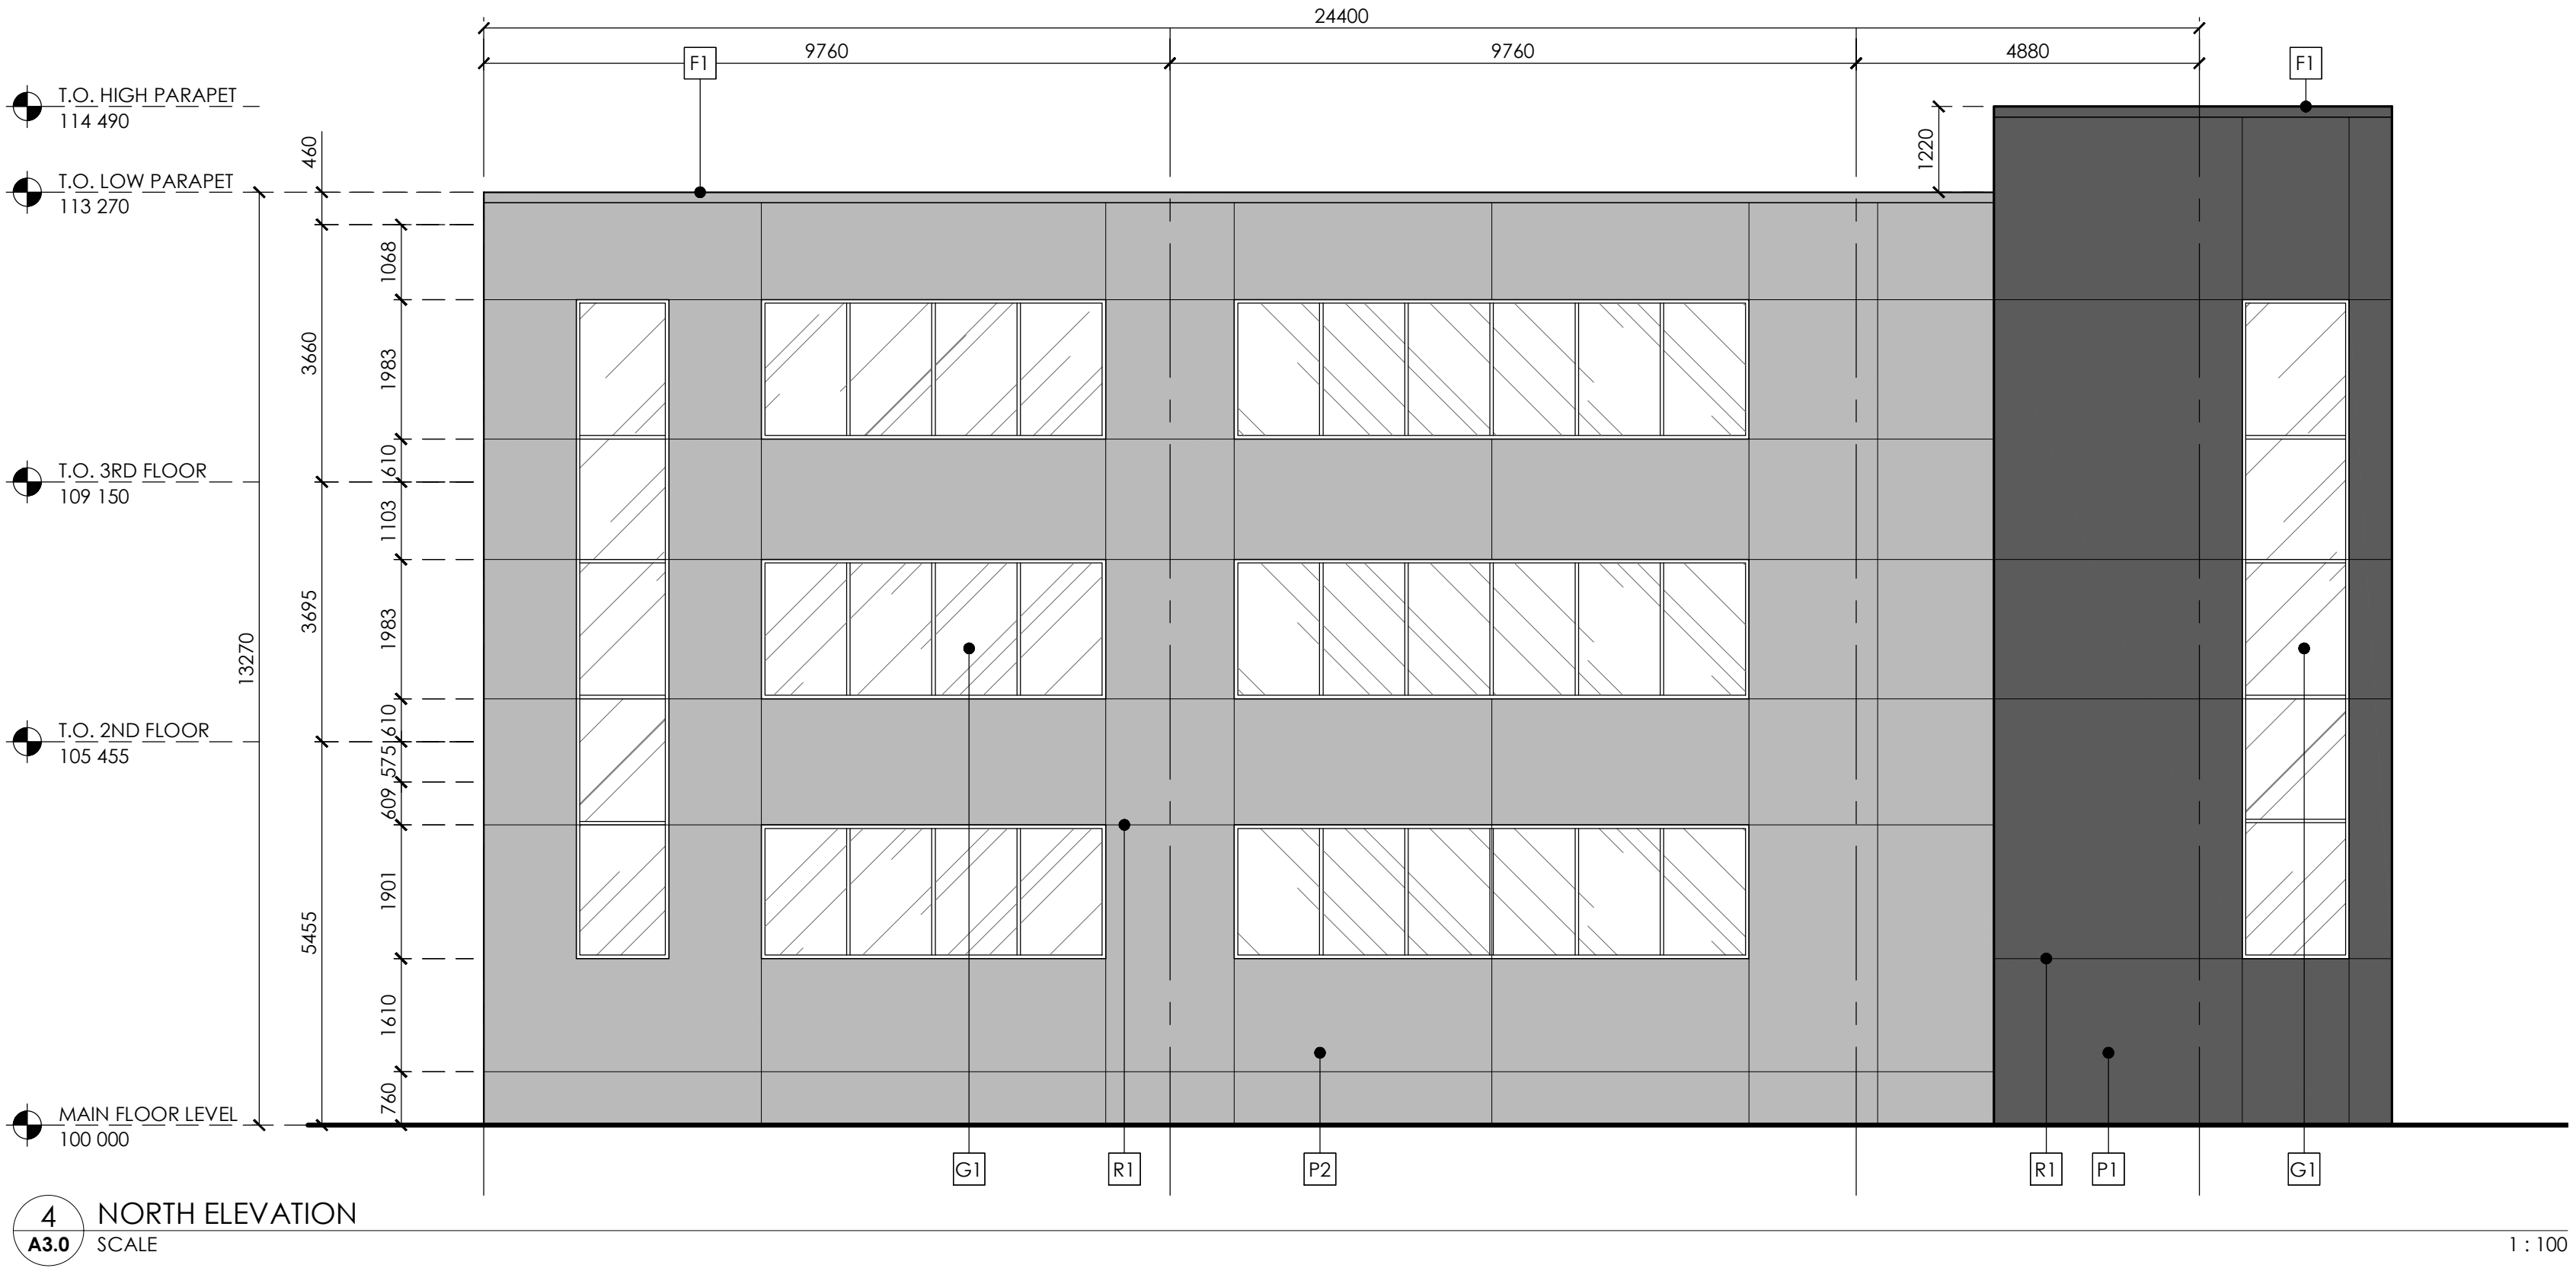 24400
9760
9760
4880
F1
F1
T.O. HIGH PARAPET
114 490
460
1220
T.O. LOW PARAPET
113 270
1068
3660
1983
610
T.O. 3RD FLOOR
109 150
1103
3695
1983
13270
610
T.O. 2ND FLOOR
105 455
575
609
1901
5455
1610
760
MAIN FLOOR LEVEL
100 000
G1
R1
P2
R1
P1
G1
4
NORTH ELEVATION
A3.0
SCALE
1 : 100